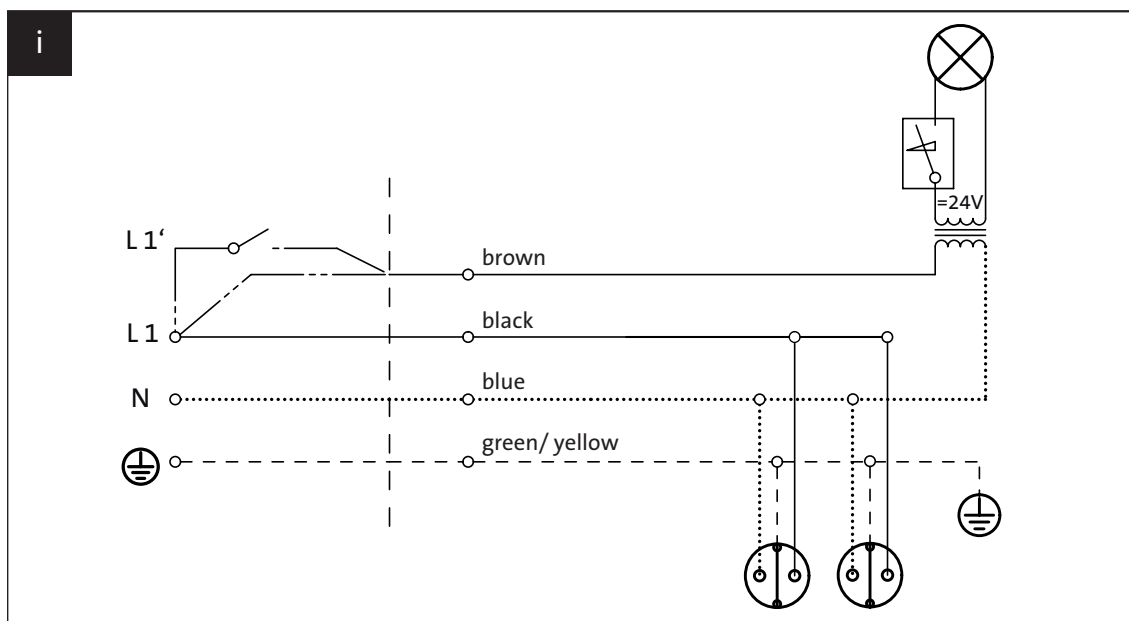 i
=24V
L 1‘
brown
L 1
black
N
blue
green/ yellow